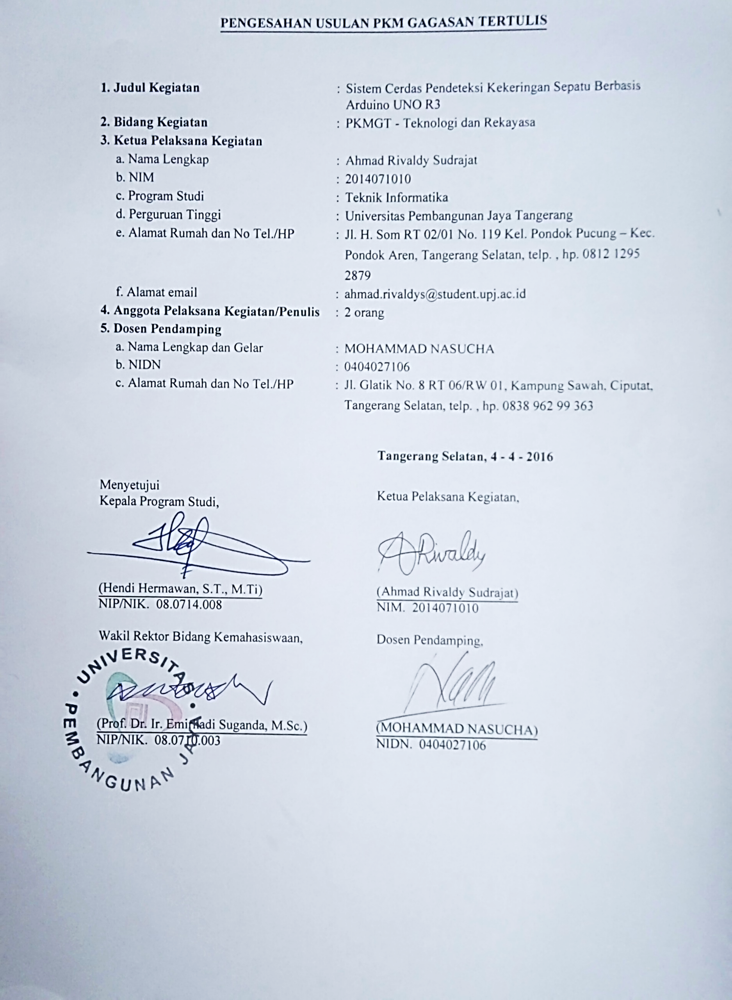 PENGESAHAN USULAN PKM GAGASAN TERTULIS
1. Judul Kegiatan : Sistem Cerdas Pendeteksi Kekeringan Sepatu Berbasis
Arduino UNO R3
2. Bidang Kegiatan : PKMGT - Teknologi dan Rekayasa
3. Ketua Pelaksana Kegiatan
a. Nama Lengkap : Ahmad Rivaldy Sudrajat
b. NIM : 2014071010
c. Program Studi : Teknik Informatika
d. Perguruan Tinggi : Universitas Pembangunan Jaya Tangerang
e. Alamat Rumah dan No Tel./HP : Jl. H. Som RT 02/01 No. 119 Kel. Pondok Pucung – Kec.
Pondok Aren, Tangerang Selatan, telp. , hp. 0812 1295
2879
f. Alamat email : ahmad.rivaldys@student.upj.ac.id
4. Anggota Pelaksana Kegiatan/Penulis : 2 orang
5. Dosen Pendamping
a. Nama Lengkap dan Gelar : MOHAMMAD NASUCHA
b. NIDN : 0404027106
c. Alamat Rumah dan No Tel./HP : Jl. Glatik No. 8 RT 06/RW 01, Kampung Sawah, Ciputat,
Tangerang Selatan, telp. , hp. 0838 962 99 363
Tangerang Selatan, 4 - 4 - 2016
Menyetujui
Kepala Program Studi,
Ketua Pelaksana Kegiatan,
ARivaldy
(Hendi Hermawan, S.T., M.Ti)
NIP/NIK. 08.0714.008
(Ahmad Rivaldy Sudrajat)
NIM. 2014071010
Wakil Rektor Bidang Kemahasiswaan,
Dosen Pendamping,
UNIVERSITAS PEMBANGUNAN JAYA
(Prof. Dr. Ir. Emirhadi Suganda, M.Sc.)
NIP/NIK. 08.0710.003
(MOHAMMAD NASUCHA)
NIDN. 0404027106